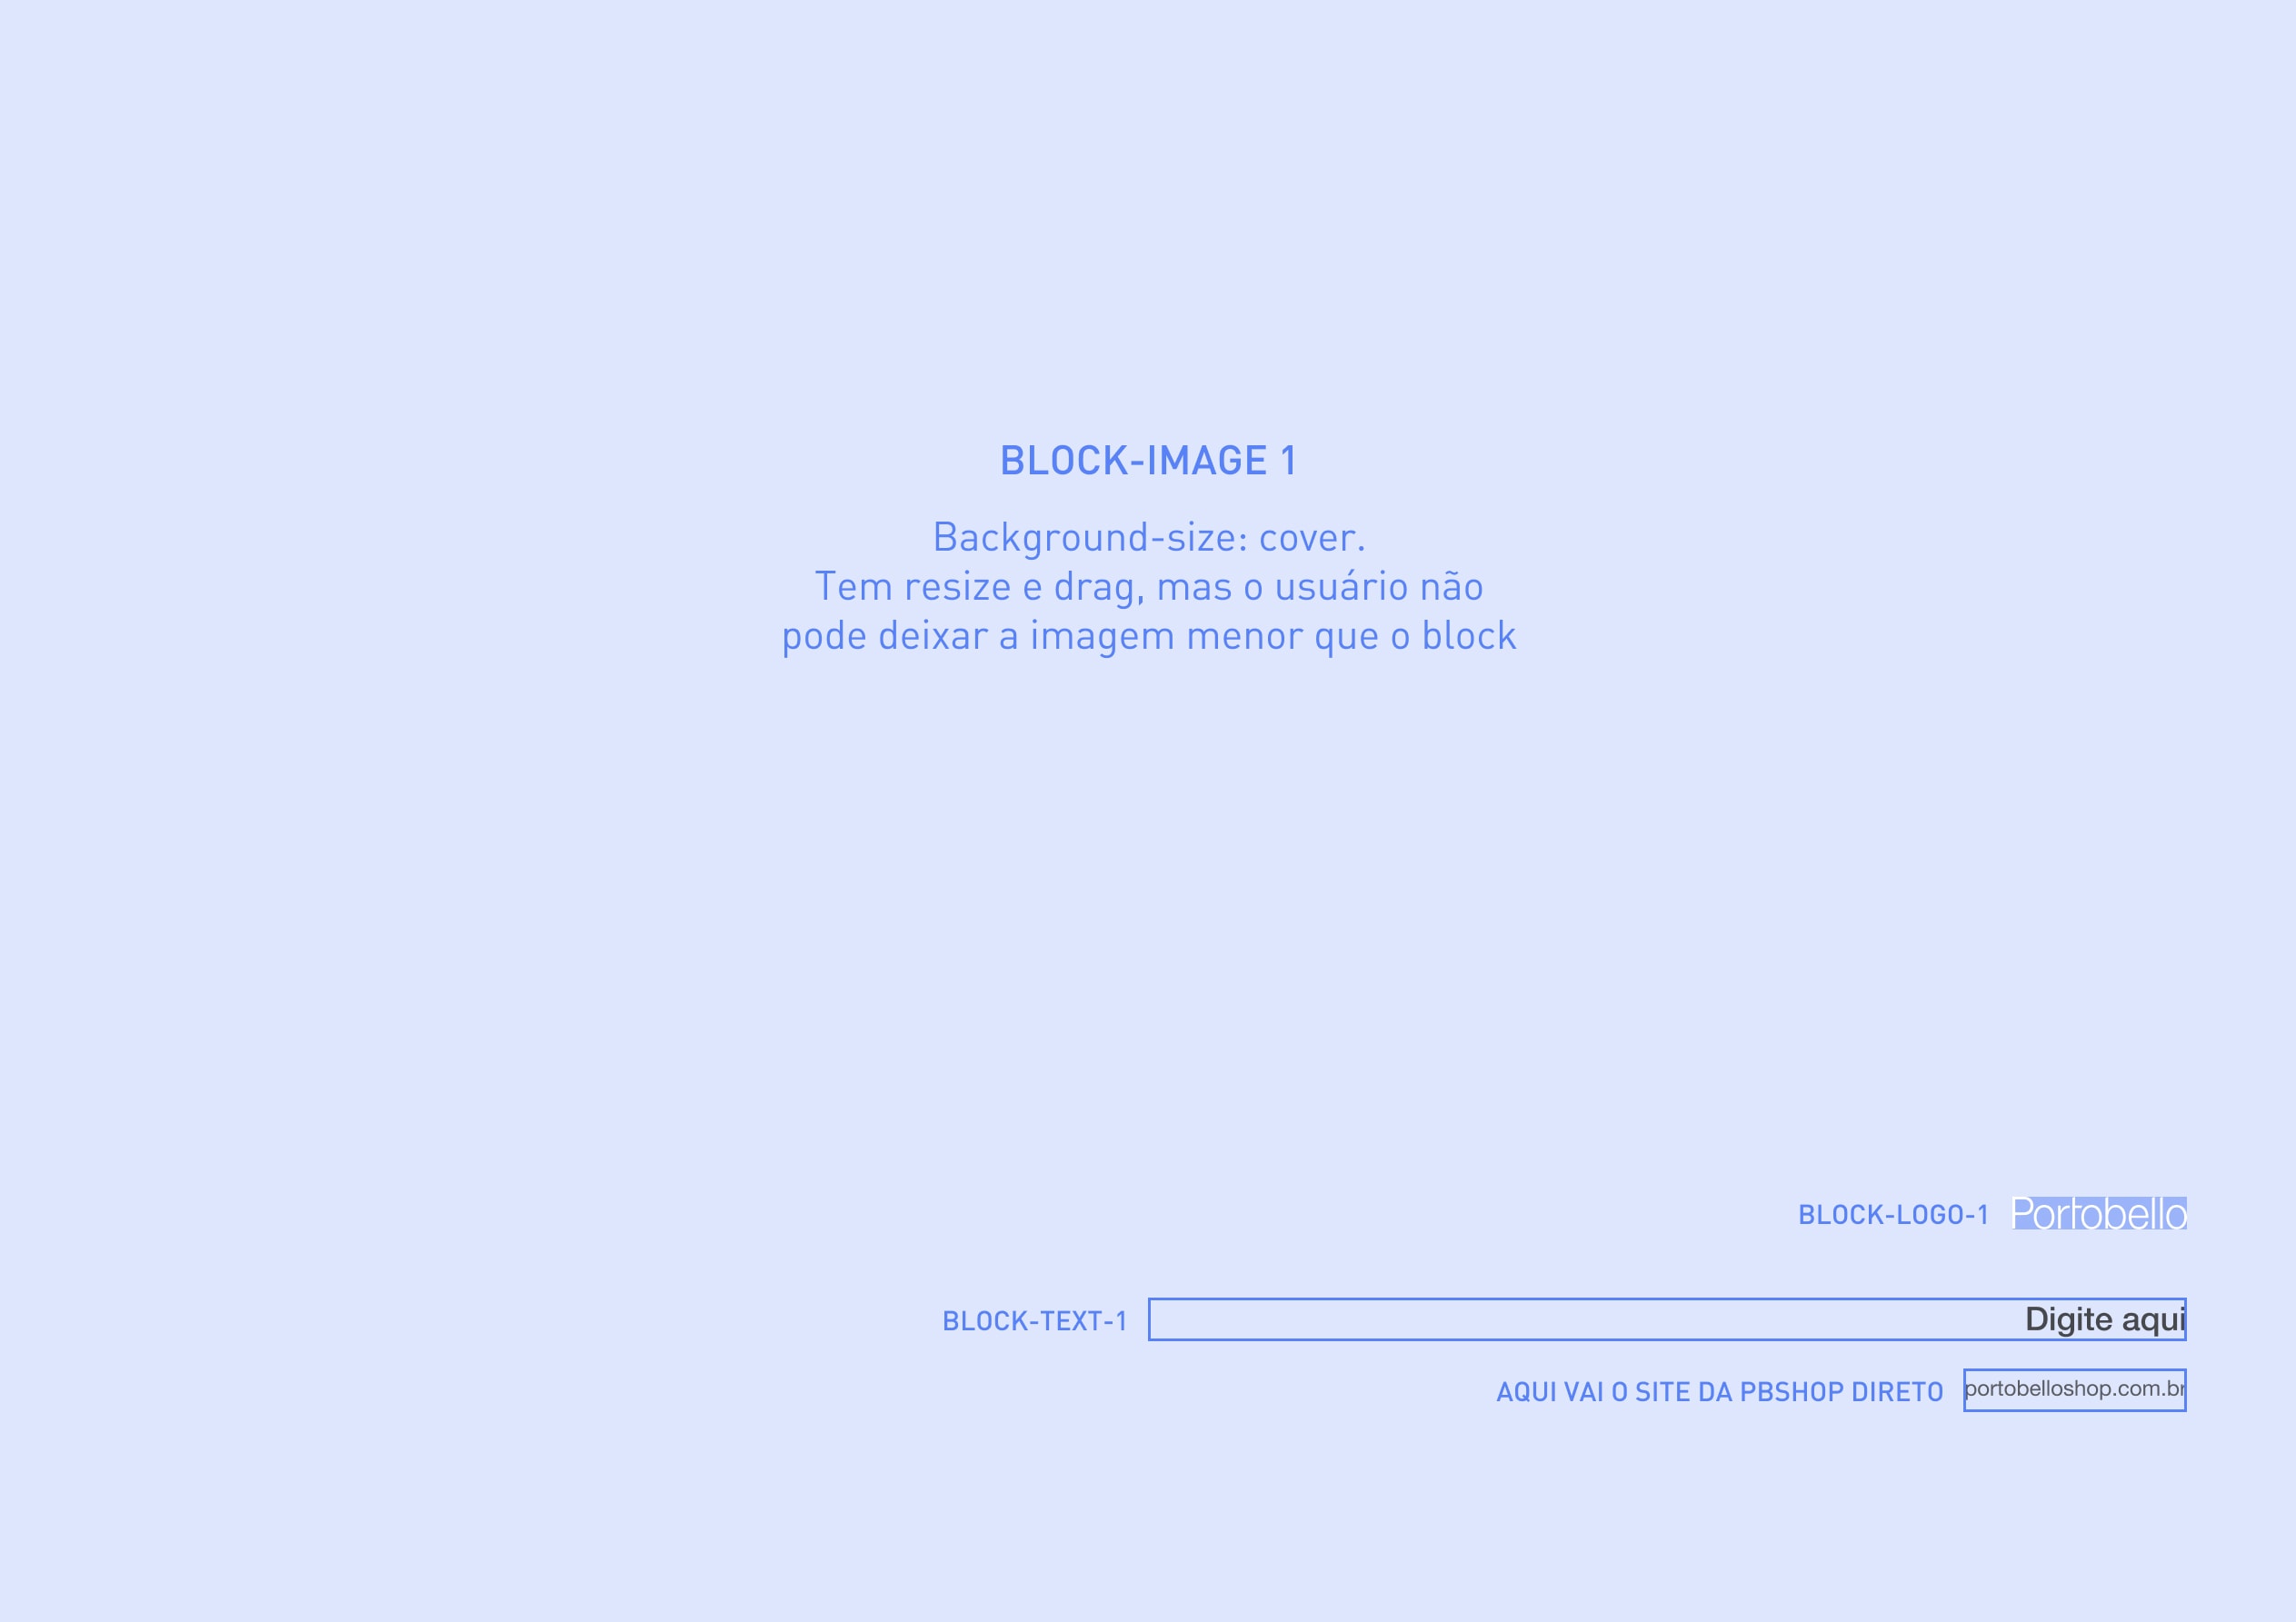 BLOCK-IMAGE 1
Background-size: cover.
Tem resize e drag, mas o usuário não
pode deixar a imagem menor que o block
BLOCK-LOGO-1 Portobello
BLOCK-TEXT-1 Digite aqui
AQUI VAI O SITE DA PBSHOP DIRETO portobelloshop.com.br